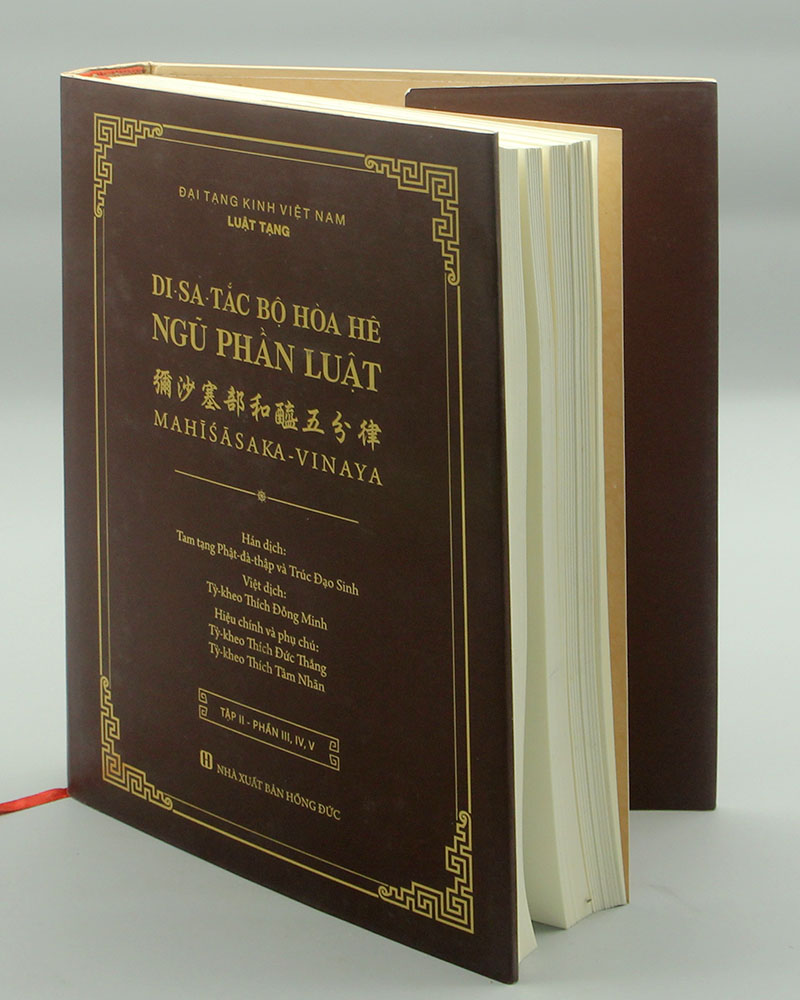 ĐẠI TẠNG KINH VIỆT NAM
LUẬT TẠNG
DI-SA-TẮC BỘ HÒA HÊ
NGŨ PHẦN LUẬT
彌沙塞部和醯五分律
MAHĪŚĀSAKA-VINAYA
Hán dịch:
Tam tạng Phật-đà-thập và Trúc Đạo Sinh
Việt dịch:
Tỳ-kheo Thích Đỗng Minh
Hiệu chính và phụ chú:
Tỳ-kheo Thích Đức Thắng
Tỳ-kheo Thích Tâm Nhãn
TẬP II - PHẦN III, IV, V
NHÀ XUẤT BẢN HỒNG ĐỨC